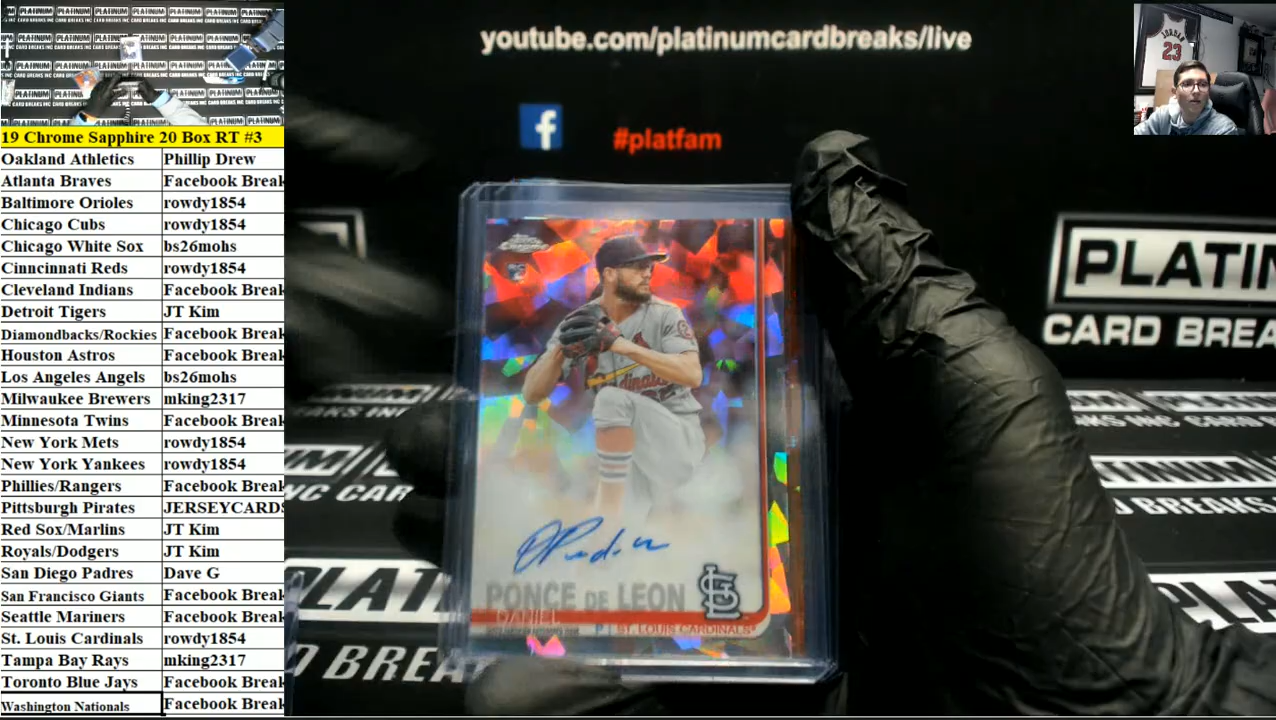 youtube.com/platinumcardbreaks/live
#platfam
JORDAN
23
19 Chrome Sapphire 20 Box RT #3
Oakland Athletics Phillip Drew
Atlanta Braves Facebook Break
Baltimore Orioles rowdy1854
Chicago Cubs rowdy1854
Chicago White Sox bs26mohs
Cinncinnati Reds rowdy1854
Cleveland Indians Facebook Break
Detroit Tigers JT Kim
Diamondbacks/Rockies Facebook Break
Houston Astros Facebook Break
Los Angeles Angels bs26mohs
Milwaukee Brewers mking2317
Minnesota Twins Facebook Break
New York Mets rowdy1854
New York Yankees rowdy1854
Phillies/Rangers Facebook Break
Pittsburgh Pirates JERSEYCARDS
Red Sox/Marlins JT Kim
Royals/Dodgers JT Kim
San Diego Padres Dave G
San Francisco Giants Facebook Break
Seattle Mariners Facebook Break
St. Louis Cardinals rowdy1854
Tampa Bay Rays mking2317
Toronto Blue Jays Facebook Break
Washington Nationals Facebook Break
Chrome
PONCE DE LEON
DANIEL
P ST. LOUIS CARDINALS
PLATIN
CARD BREA